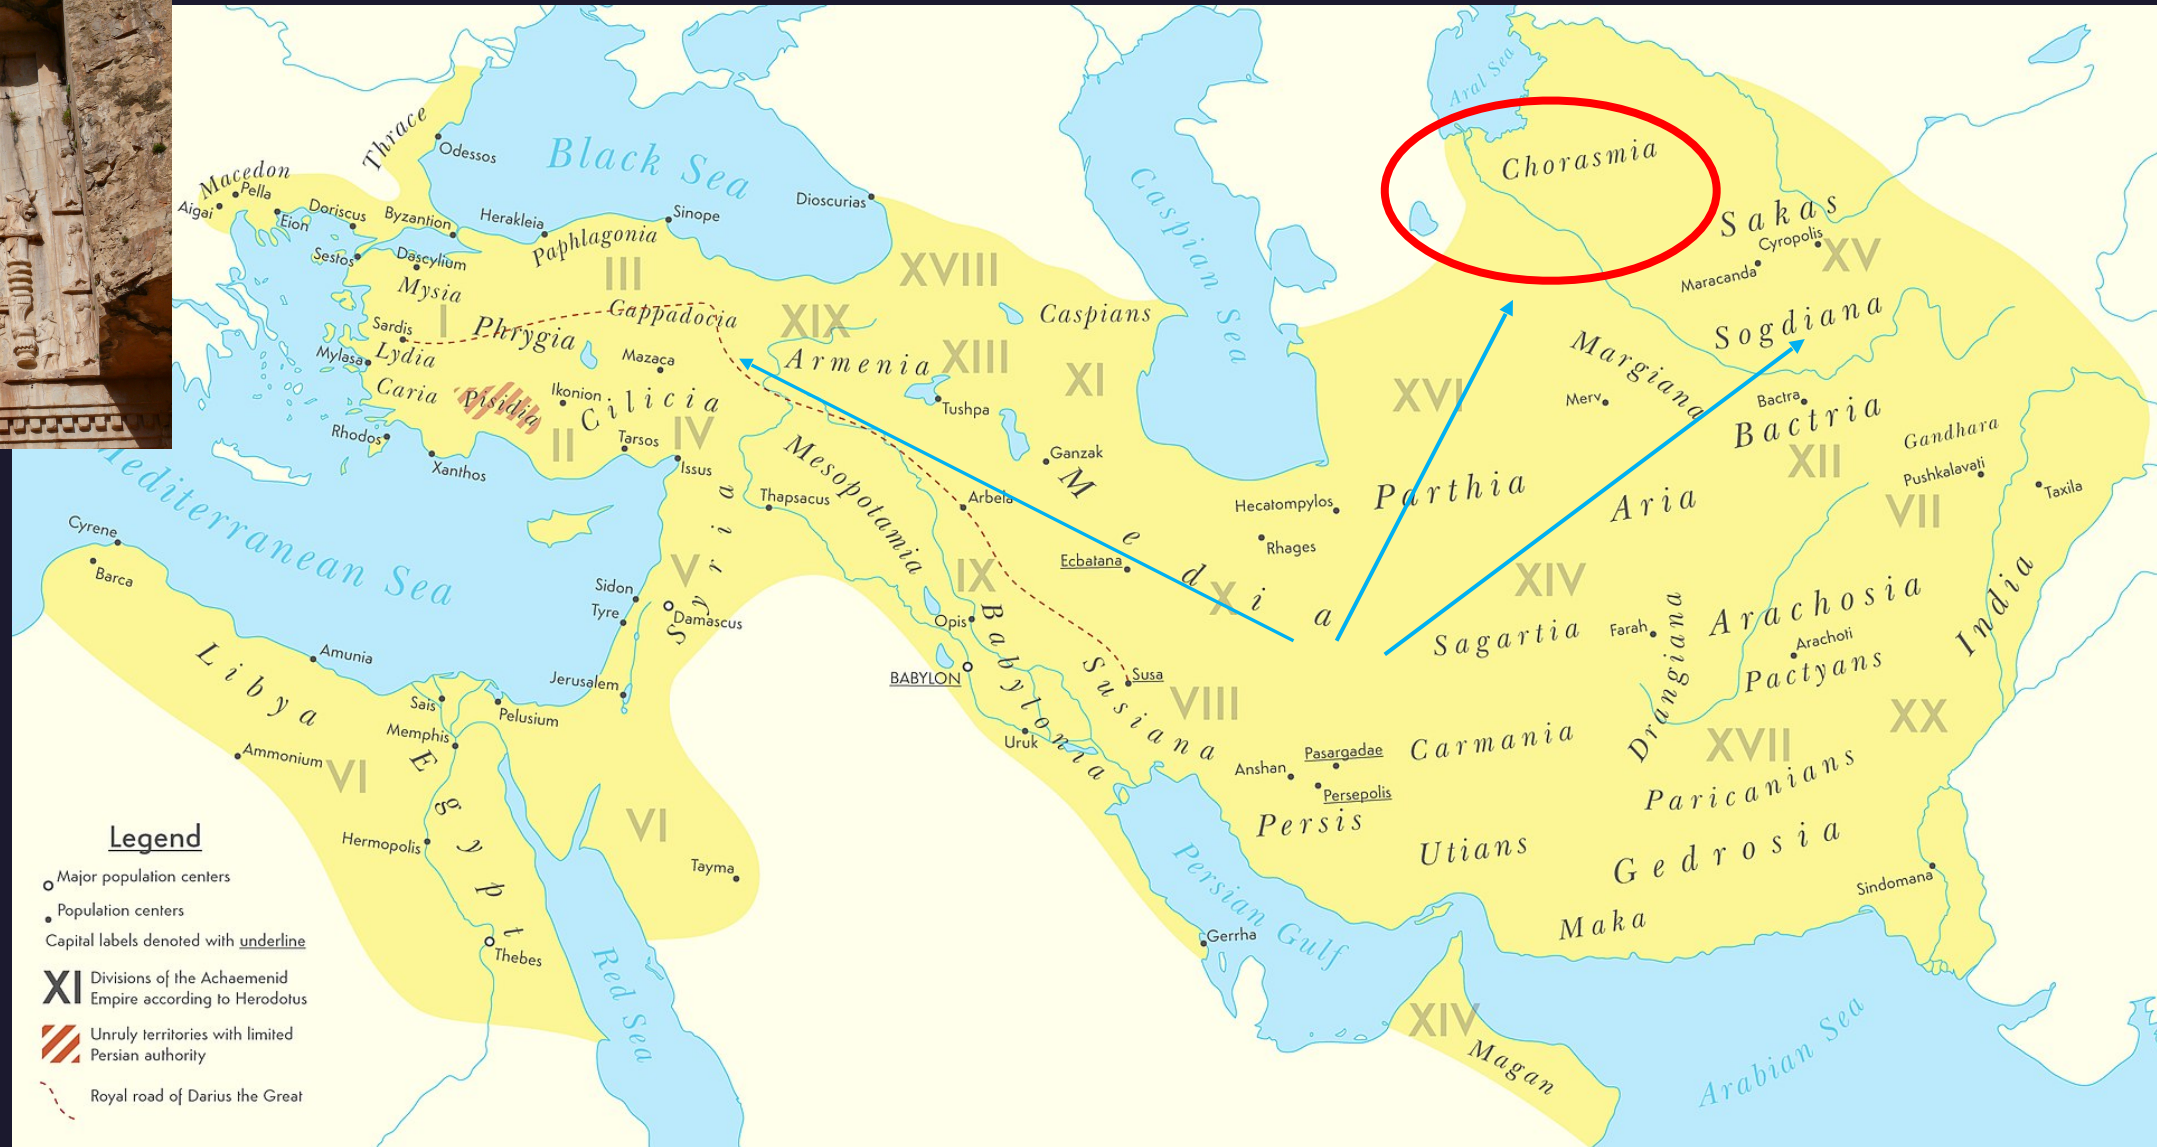 Aral Sea
Chorasmia
Black Sea
Caspian Sea
Thrace
Odessos
Macedon
Pella
Aigai
Eion
Doriscus
Byzantion
Herakleia
Sinope
Dioscurias
Paphlagonia
Sestos
Dascylium
Mysia
III
XVIII
Sakas
Cyropolis
XV
Maracanda
Sogdiana
Caspians
I
Sardis
Phrygia
Cappadocia
XIX
Mylasa
Lydia
Mazaca
Armenia
XIII
XI
XVI
Margiana
Merv
Bactra
Bactria
Caria
Pisidia
Ikonion
Cilicia
Tushpa
Rhodos
II
Tarsos
IV
Issus
Xanthos
Mesopotamia
Ganzak
Media
XII
Gandhara
Pushkalavati
Taxila
VII
Thapsacus
Arbela
Hecatompylos
Parthia
Aria
Rhages
Mediterranean Sea
Cyrene
Barca
Syria
V
Sidon
Tyre
Damascus
IX
Ecbatana
X
XIV
Opis
Babylonia
Sagartia
Farah
Drangiana
Arachosia
Arachoti
Pactyans
India
Libya
Amunia
Jerusalem
BABYLON
Susiana
Susa
VIII
Sais
Pelusium
Memphis
Egypt
Ammonium
VI
Uruk
Anshan
Pasargadae
Persepolis
Persis
Carmania
XVII
XX
Paricanians
Utians
Gedrosia
Hermopolis
VI
Tayma
Persian Gulf
Sindomana
Maka
Thebes
Red Sea
Gerrha
XIV
Magan
Arabian Sea
Legend
Major population centers
Population centers
Capital labels denoted with underline
XI
Divisions of the Achaemenid
Empire according to Herodotus
Unruly territories with limited
Persian authority
Royal road of Darius the Great